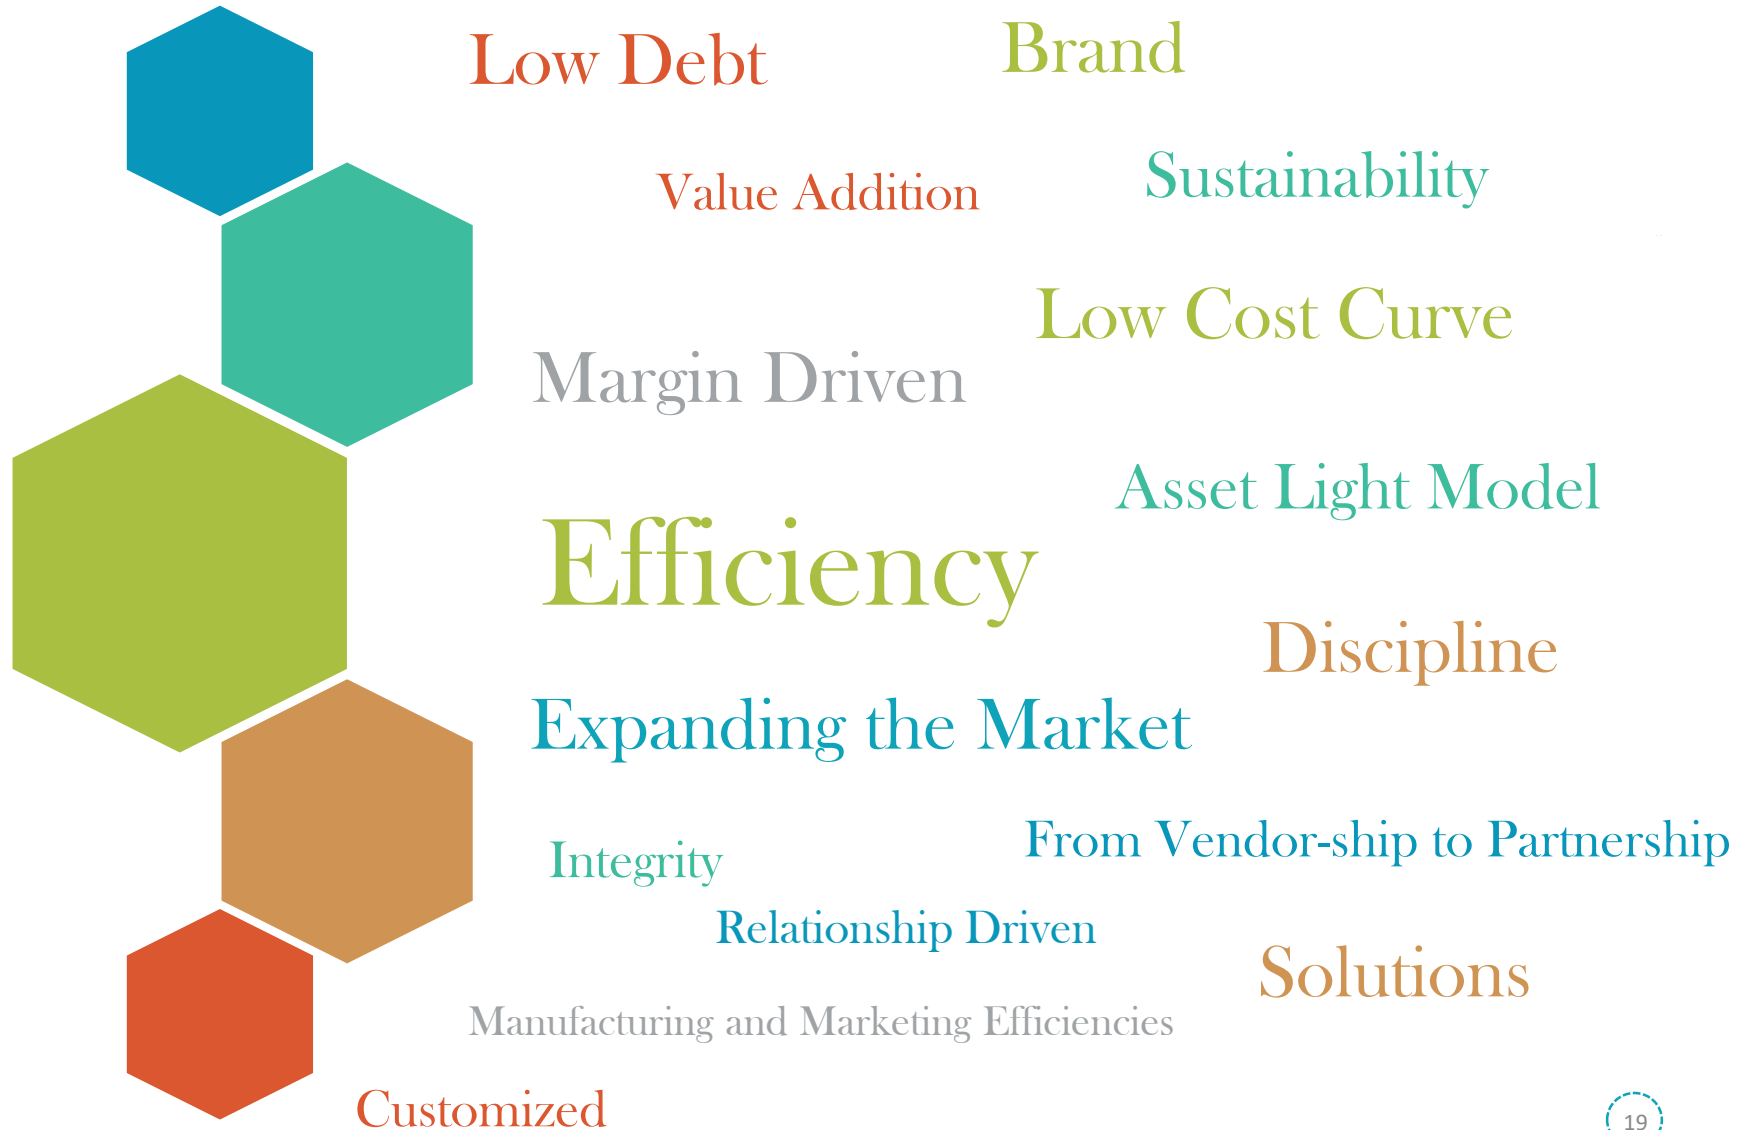 Low Debt
Brand
Value Addition
Sustainability
Low Cost Curve
Margin Driven
Asset Light Model
Efficiency
Discipline
Expanding the Market
From Vendor-ship to Partnership
Integrity
Relationship Driven
Solutions
Manufacturing and Marketing Efficiencies
Customized
19